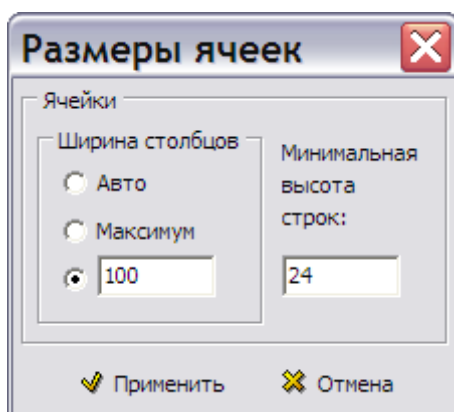 Размеры ячеек
Ячейки
Ширина столбцов
Авто
Максимум
100
Минимальная
высота
строк:
24
Применить
Отмена